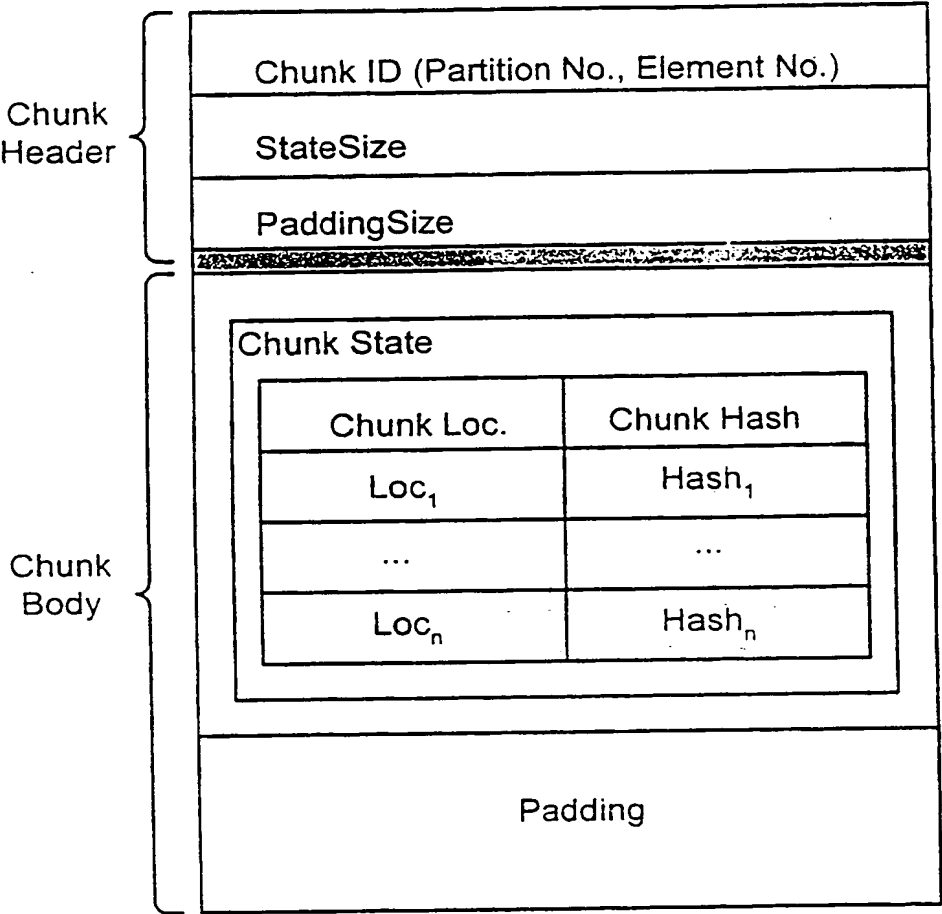 Chunk ID (Partition No., Element No.)
Chunk
Header
StateSize
PaddingSize
Chunk State
Chunk Loc. Chunk Hash
Loc₁ Hash₁
... ...
Chunk
Body
Locₙ Hashₙ
Padding